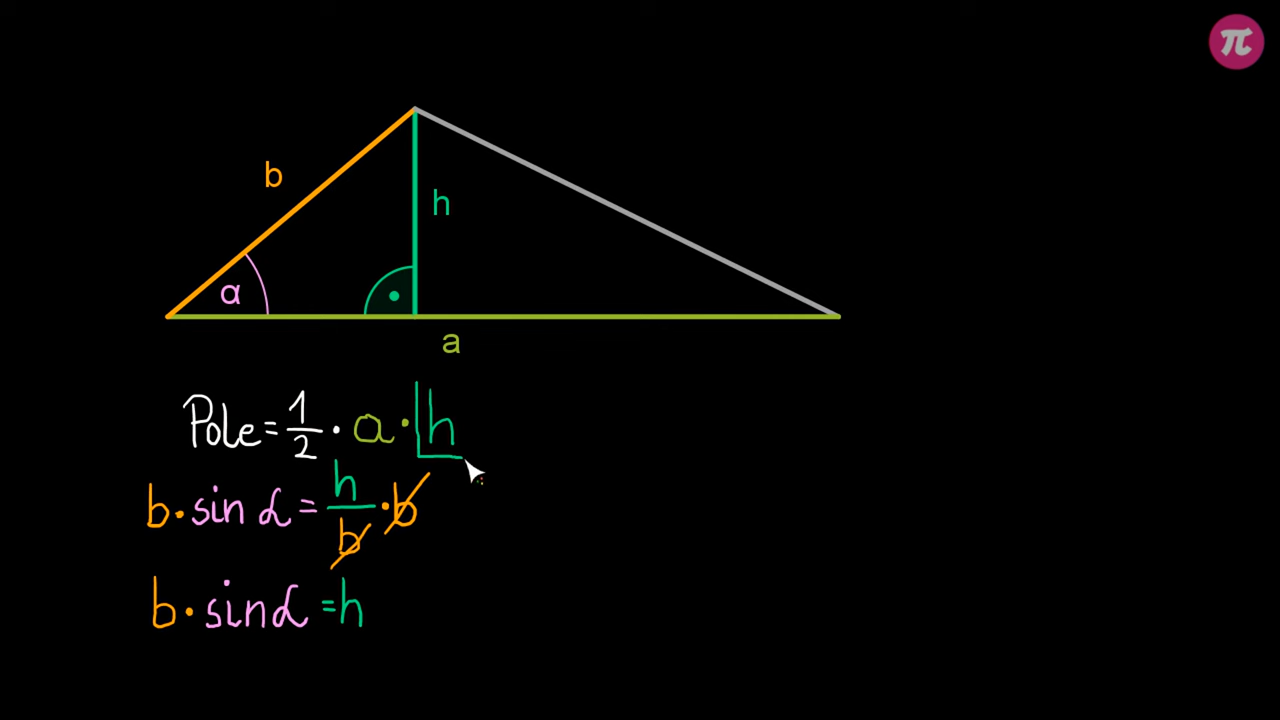 π
b
h
α
a
Pole = 1/2 · a · h
b · sin α = h/b · b
b · sin α = h